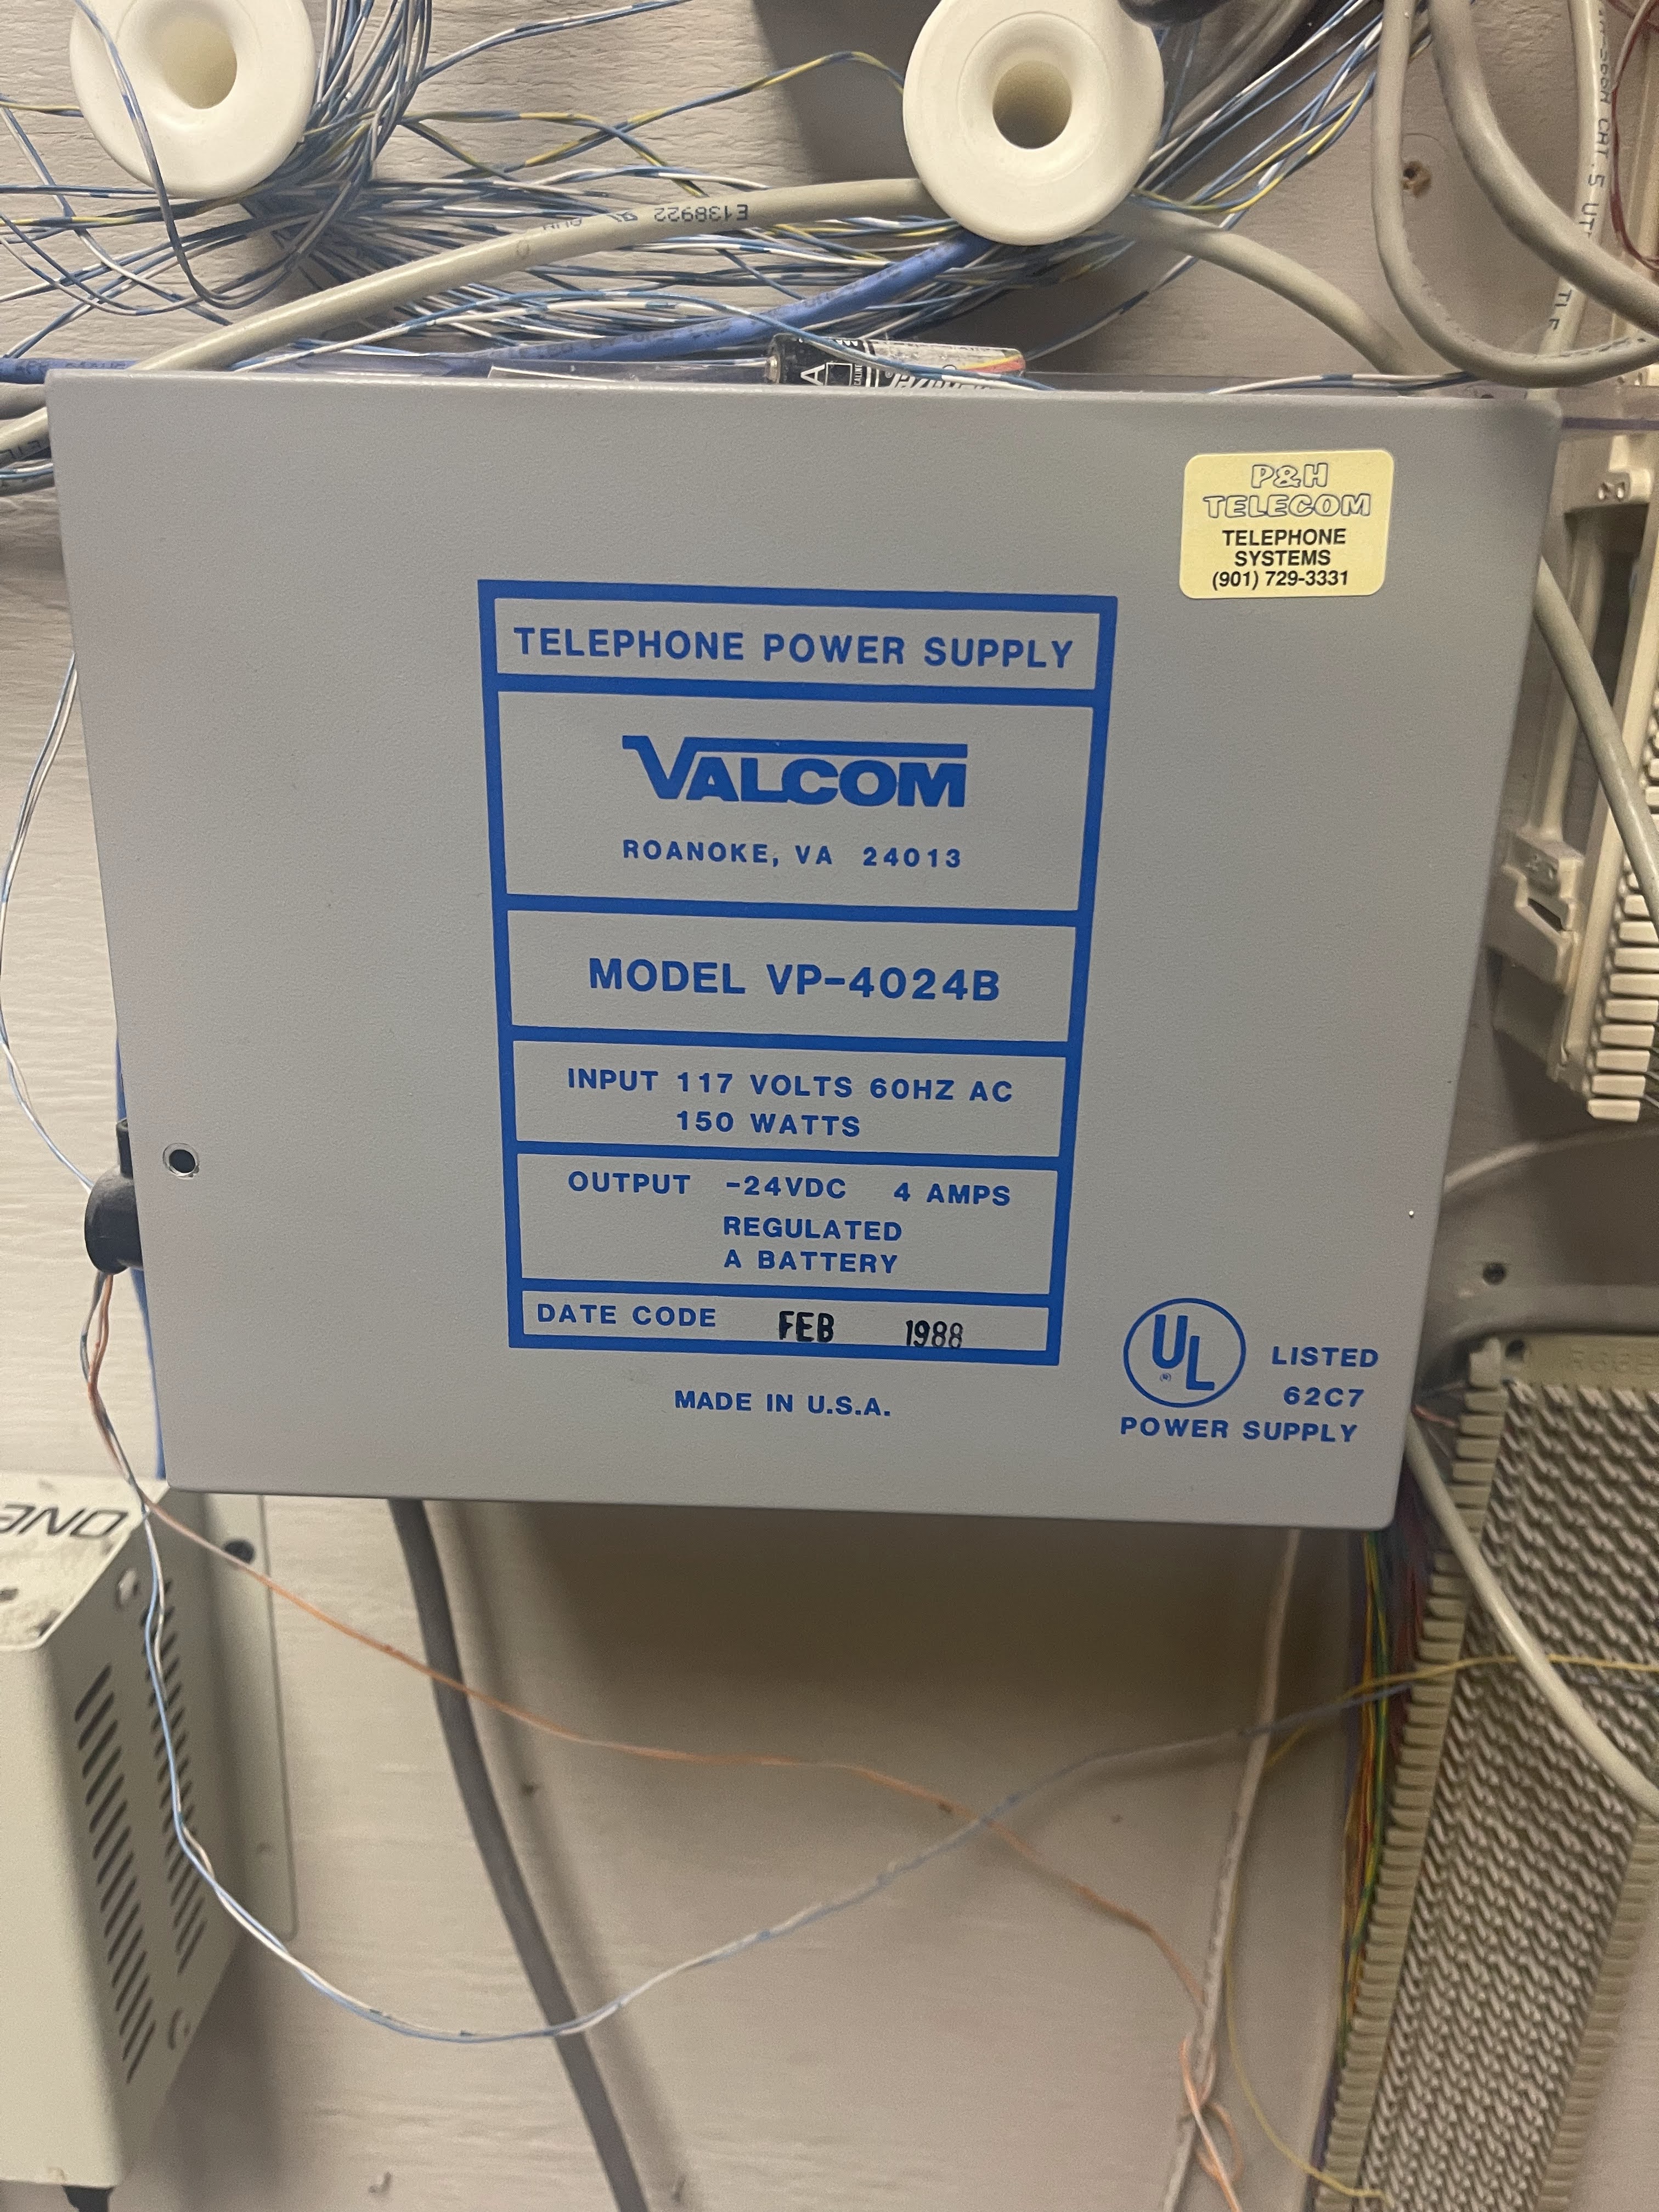 E138922
P&H
TELECOM
TELEPHONE
SYSTEMS
(901) 729-3331
TELEPHONE POWER SUPPLY
VALCOM
ROANOKE, VA 24013
MODEL VP-4024B
INPUT 117 VOLTS 60HZ AC
150 WATTS
OUTPUT -24VDC 4 AMPS
REGULATED
A BATTERY
DATE CODE FEB 1988
MADE IN U.S.A.
UL
®
LISTED
62C7
POWER SUPPLY
CAT.5